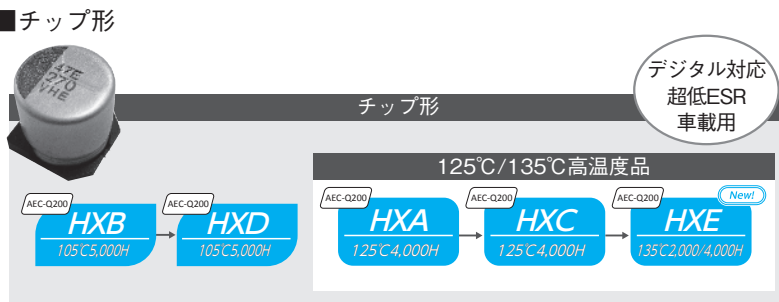 ■チップ形
47E
270
VHE
デジタル対応
超低ESR
車載用
チップ形
125℃/135℃高温度品
AEC-Q200
HXB
105℃5,000H
AEC-Q200
HXD
105℃5,000H
AEC-Q200
HXA
125℃4,000H
AEC-Q200
HXC
125℃4,000H
AEC-Q200
New!
HXE
135℃2,000/4,000H